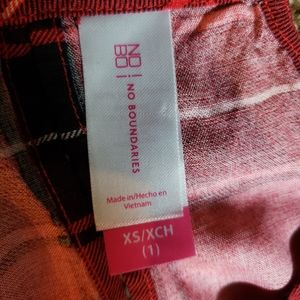 NO
BO
NO BOUNDARIES
Made in/Hecho en
Vietnam
XS/XCH
(1)